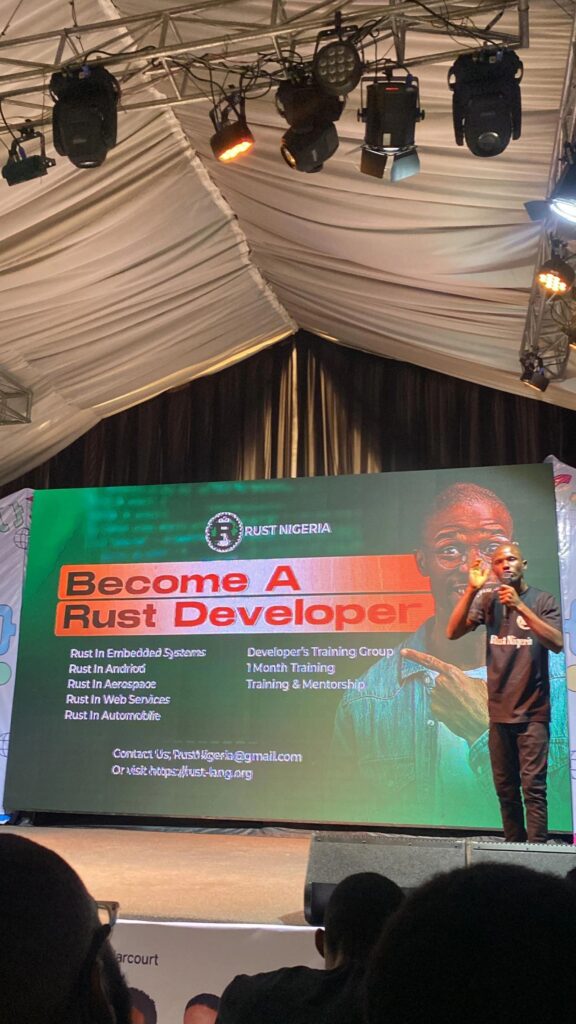 RUST NIGERIA
Become A
Rust Developer
Rust In Embedded Systems
Rust In Andriod
Rust In Aerospace
Rust In Web Services
Rust In Automobile
Developer's Training Group
1 Month Training
Training & Mentorship
Contact Us; RustNigeria@gmail.com
Or visit https://rust-lang.org
Rust Nigeria
arcourt